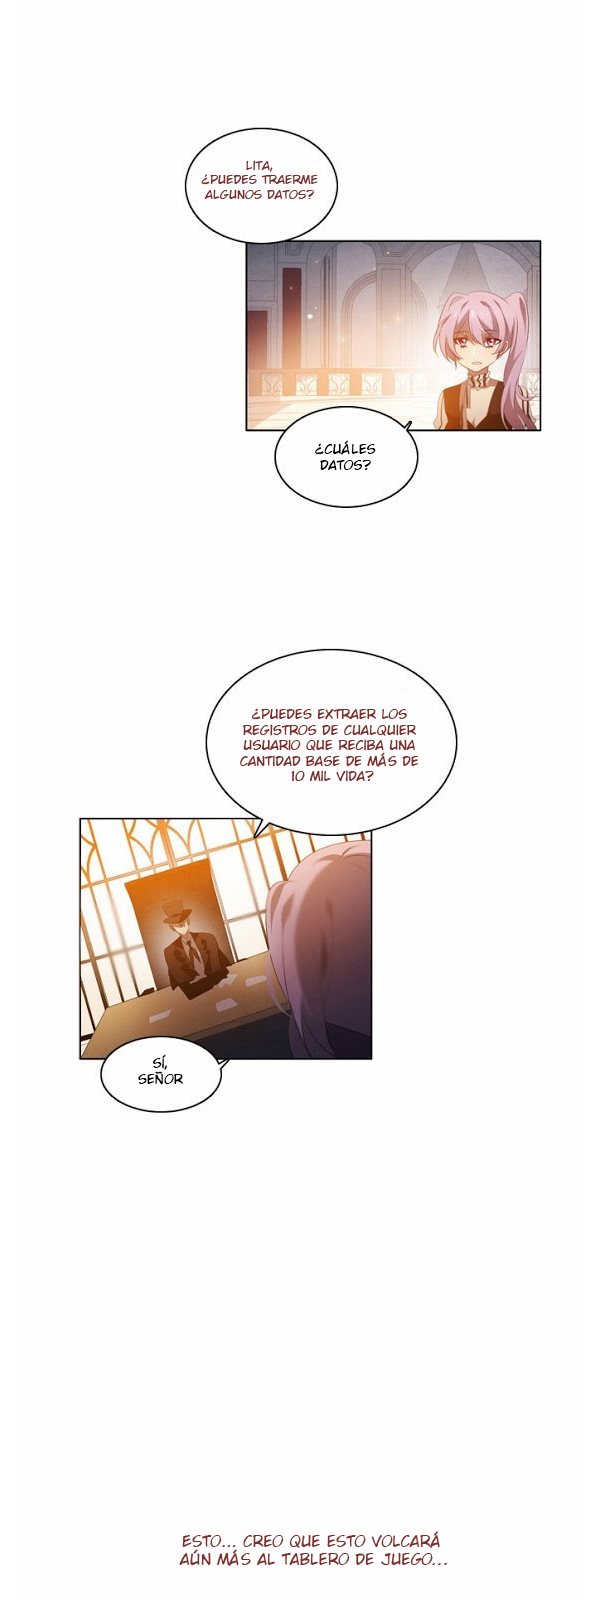 LITA,
¿PUEDES TRAERME
ALGUNOS DATOS?
¿CUÁLES
DATOS?
¿PUEDES EXTRAER LOS
REGISTROS DE CUALQUIER
USUARIO QUE RECIBA UNA
CANTIDAD BASE DE MÁS DE
10 MIL VIDA?
SÍ,
SEÑOR
ESTO... CREO QUE ESTO VOLCARÁ
AÚN MÁS AL TABLERO DE JUEGO...